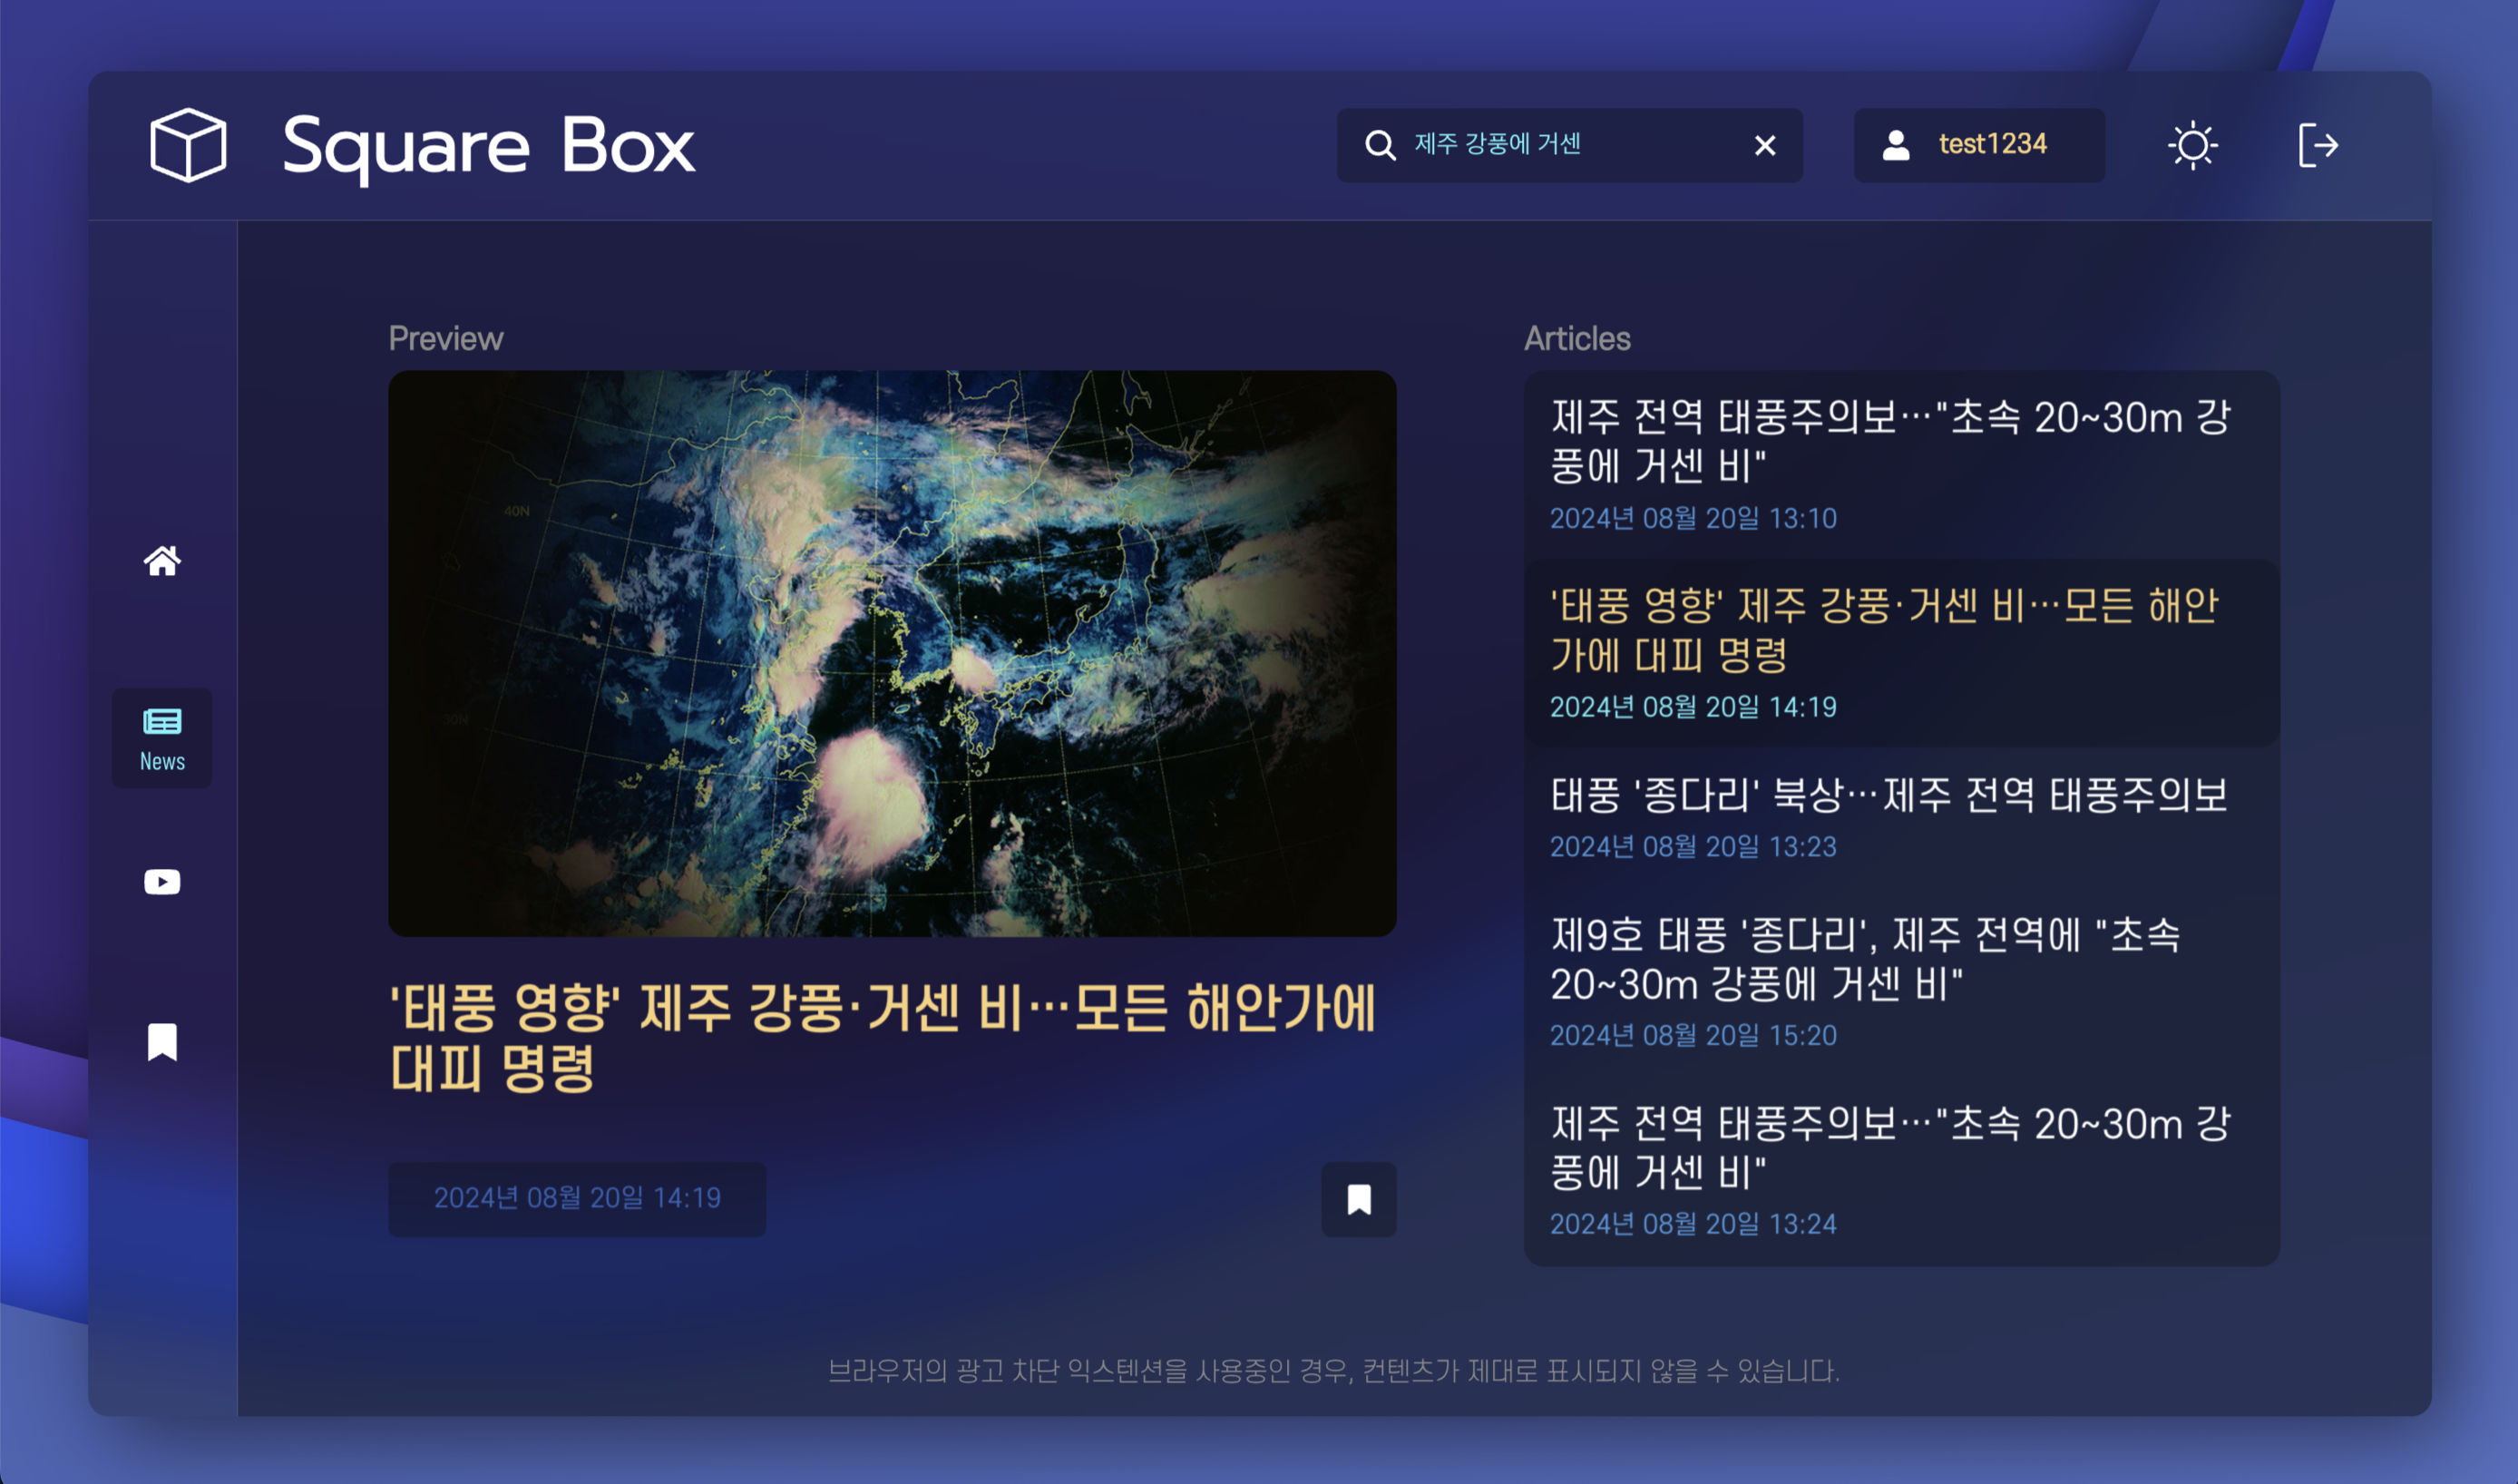 Square Box
제주 강풍에 거센
test1234
News
Preview
40N
30N
'태풍 영향' 제주 강풍·거센 비…모든 해안가에
대피 명령
2024년 08월 20일 14:19
Articles
제주 전역 태풍주의보…"초속 20~30m 강
풍에 거센 비"
2024년 08월 20일 13:10
'태풍 영향' 제주 강풍·거센 비…모든 해안
가에 대피 명령
2024년 08월 20일 14:19
태풍 '종다리' 북상…제주 전역 태풍주의보
2024년 08월 20일 13:23
제9호 태풍 '종다리', 제주 전역에 "초속
20~30m 강풍에 거센 비"
2024년 08월 20일 15:20
제주 전역 태풍주의보…"초속 20~30m 강
풍에 거센 비"
2024년 08월 20일 13:24
브라우저의 광고 차단 익스텐션을 사용중인 경우, 컨텐츠가 제대로 표시되지 않을 수 있습니다.